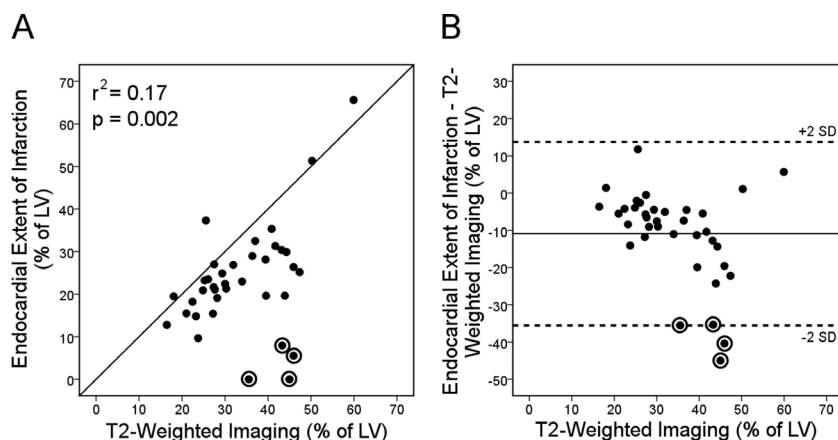 A
B
r² = 0.17
p = 0.002
Endocardial Extent of Infarction
(% of LV)
70
60
50
40
30
20
10
0
0 10 20 30 40 50 60 70
T2-Weighted Imaging (% of LV)
Endocardial Extent of Infarction - T2-
Weighted Imaging (% of LV)
30
20
10
0
-10
-20
-30
-40
-50
+2 SD
-2 SD
0 10 20 30 40 50 60 70
T2-Weighted Imaging (% of LV)